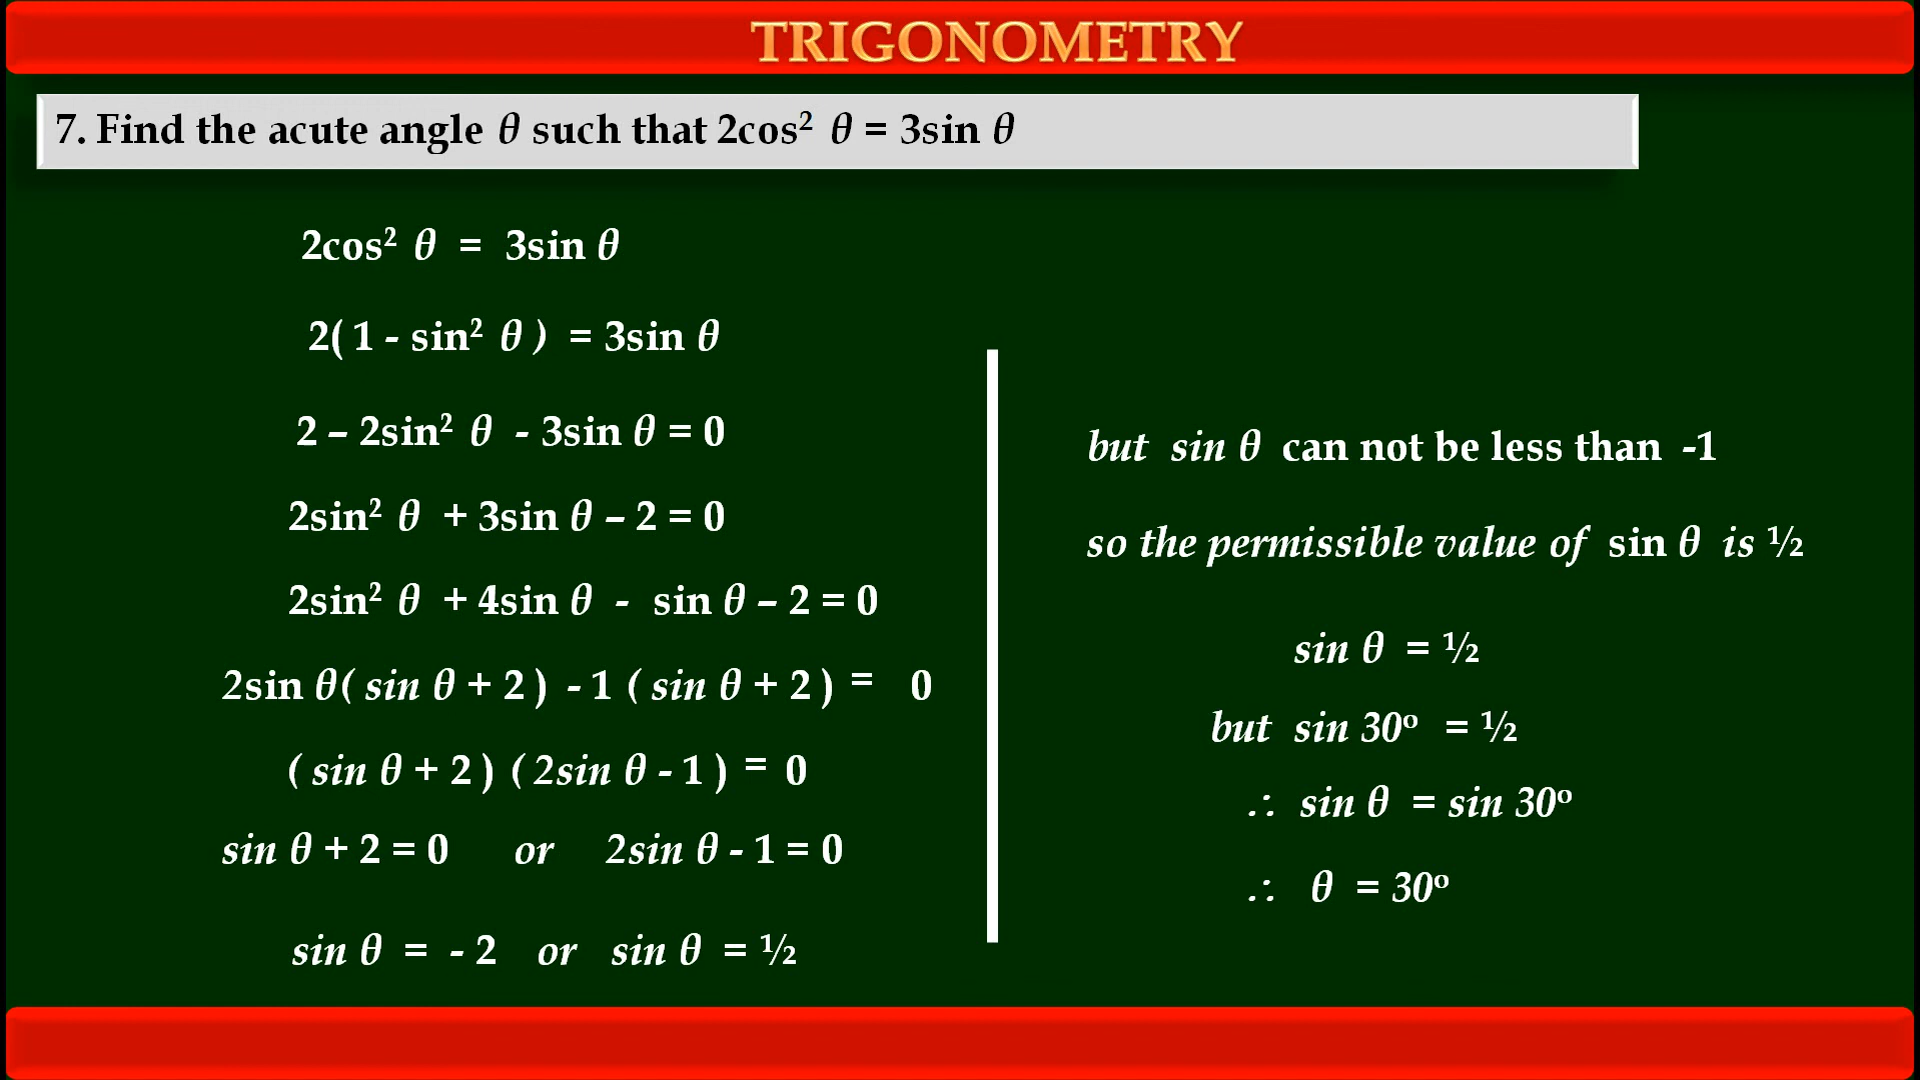 TRIGONOMETRY
7. Find the acute angle θ such that 2cos² θ = 3sin θ
2cos² θ = 3sin θ
2( 1 - sin² θ ) = 3sin θ
2 – 2sin² θ - 3sin θ = 0
2sin² θ + 3sin θ – 2 = 0
2sin² θ + 4sin θ - sin θ – 2 = 0
2sin θ( sin θ + 2 ) - 1 ( sin θ + 2 ) = 0
( sin θ + 2 ) ( 2sin θ - 1 ) = 0
sin θ + 2 = 0 or 2sin θ - 1 = 0
sin θ = - 2 or sin θ = ½
but sin θ can not be less than -1
so the permissible value of sin θ is ½
sin θ = ½
but sin 30º = ½
∴ sin θ = sin 30º
∴ θ = 30º